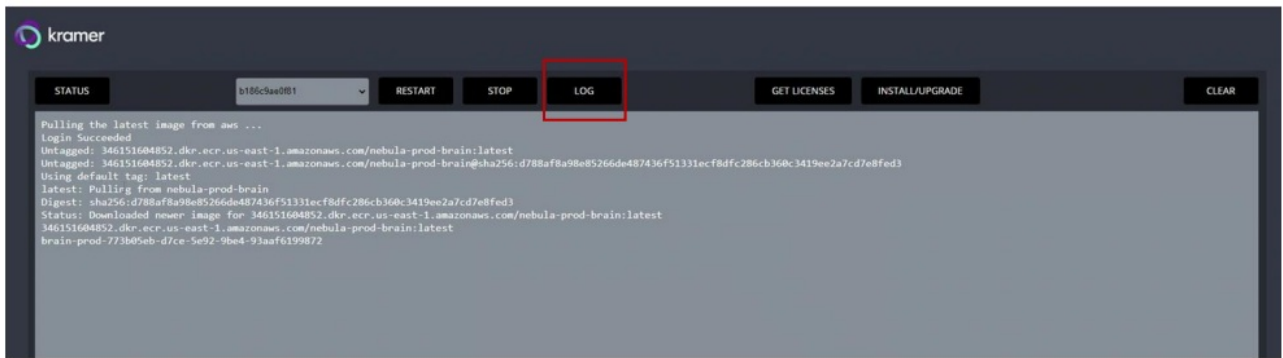 kramer
STATUS b186c9ae0f81 RESTART STOP LOG GET LICENSES INSTALL/UPGRADE CLEAR
Pulling the latest image from aws ...
Login Succeeded
Untagged: 346151604852.dkr.ecr.us-east-1.amazonaws.com/nebula-prod-brain:latest
Untagged: 346151604852.dkr.ecr.us-east-1.amazonaws.com/nebula-prod-brain@sha256:d788af8a98e85266de487436f51331ecf8dfc286cb360c3419ee2a7cd7e8fed3
Using default tag: latest
latest: Pulling from nebula-prod-brain
Digest: sha256:d788af8a98e85266de487436f51331ecf8dfc286cb360c3419ee2a7cd7e8fed3
Status: Downloaded newer image for 346151604852.dkr.ecr.us-east-1.amazonaws.com/nebula-prod-brain:latest
346151604852.dkr.ecr.us-east-1.amazonaws.com/nebula-prod-brain:latest
brain-prod-773b05eb-d7ce-5e92-9be4-93aaf6199872